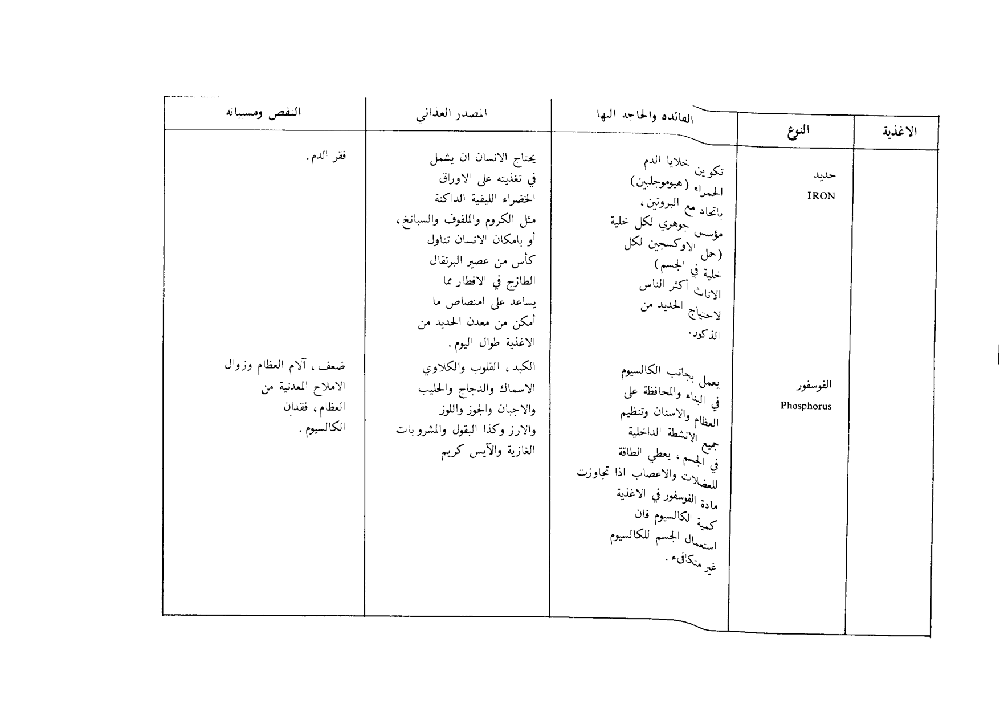 الاغذية
النوع
الفائده والحاجه اليها
المصدر الغذائي
النقص ومسبباته
حديد
IRON
تكوين خلايا الدم
الحمراء (هيموجلبين)
باتحاد مع البروتين،
مؤسس جوهري لكل خلية
(حمل الاوكسجين لكل
خلية في الجسم)
الاناث أكثر الناس
لاحتياج الحديد من
الذكور.
يحتاج الانسان ان يشمل
في تغذيته على الاوراق
الخضراء الليفية الداكنة
مثل الكروم والملفوف والسبانخ،
أو بامكان الانسان تناول
كأس من عصير البرتقال
الطازج في الافطار مما
يساعد على امتصاص ما
أمكن من معدن الحديد من
الاغذية طوال اليوم.
فقر الدم.
الفوسفور
Phosphorus
يعمل بجانب الكالسيوم
في البناء والمحافظة على
العظام والاسنان وتنظيم
جميع الانشطة الداخلية
في الجسم، يعطي الطاقة
للعضلات والاعصاب اذا تجاوزت
مادة الفوسفور في الاغذية
كمية الكالسيوم فان
استعمال الجسم للكالسيوم
غير متكافىء.
الكبد، القلوب والكلاوي
الاسماك والدجاج والحليب
والاجبان والجوز واللوز
والارز وكذا البقول والمشروبات
الغازية والآيس كريم
ضعف، آلام العظام وزوال
الاملاح المعدنية من
العظام، فقدان
الكالسيوم.